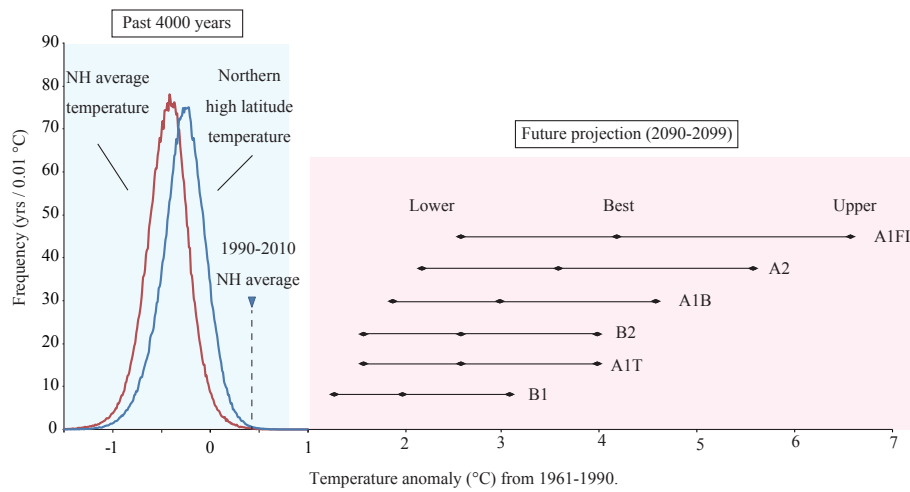 Past 4000 years
90
80
70
60
50
40
30
20
10
0
Frequency (yrs / 0.01 °C)
NH average
temperature
Northern
high latitude
temperature
1990-2010
NH average
Future projection (2090-2099)
Lower Best Upper
A1FI
A2
A1B
B2
A1T
B1
-1 0 1 2 3 4 5 6 7
Temperature anomaly (°C) from 1961-1990.